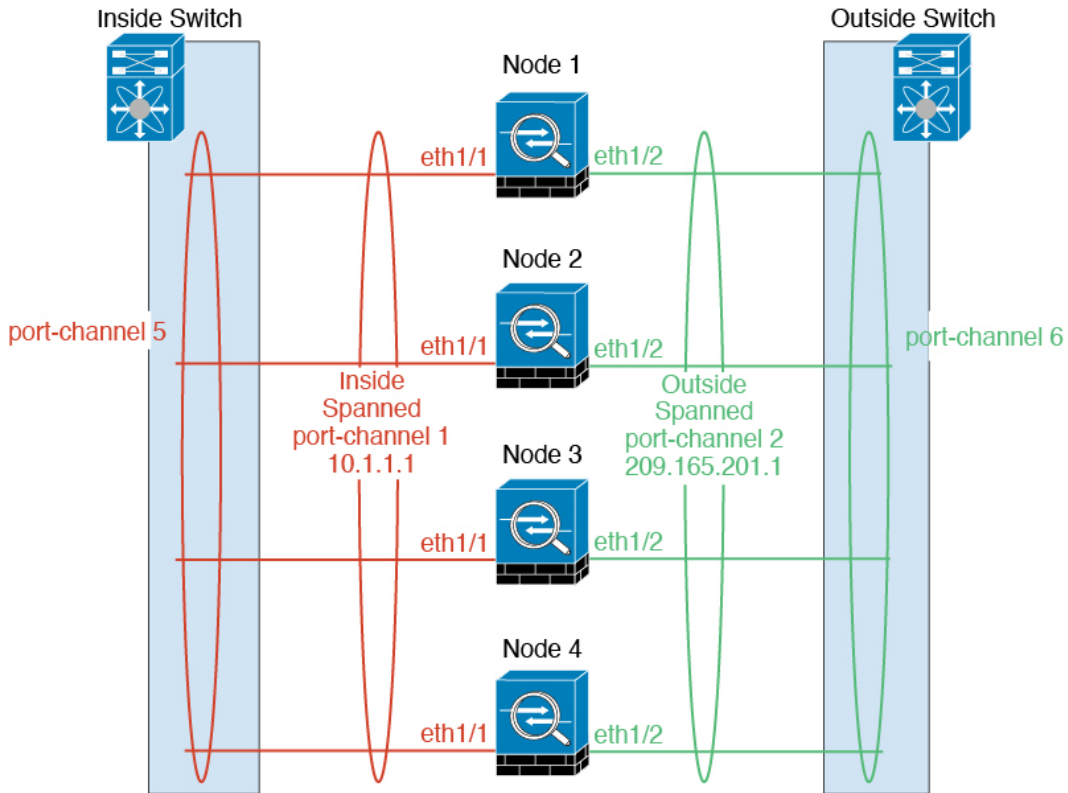 Inside Switch
Outside Switch
Node 1
eth1/1
eth1/2
Node 2
port-channel 5
eth1/1
eth1/2
port-channel 6
Inside
Spanned
port-channel 1
10.1.1.1
Outside
Spanned
port-channel 2
209.165.201.1
Node 3
eth1/1
eth1/2
Node 4
eth1/1
eth1/2